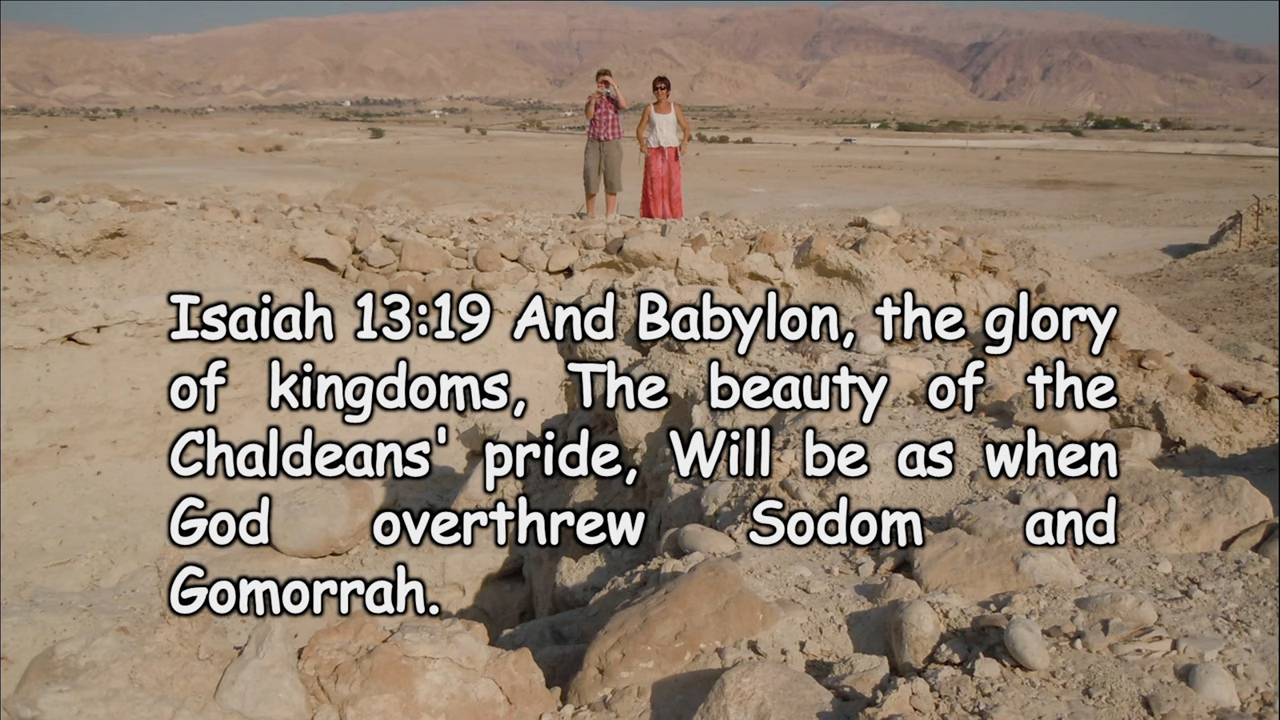 Isaiah 13:19 And Babylon, the glory
of kingdoms, The beauty of the
Chaldeans' pride, Will be as when
God overthrew Sodom and
Gomorrah.